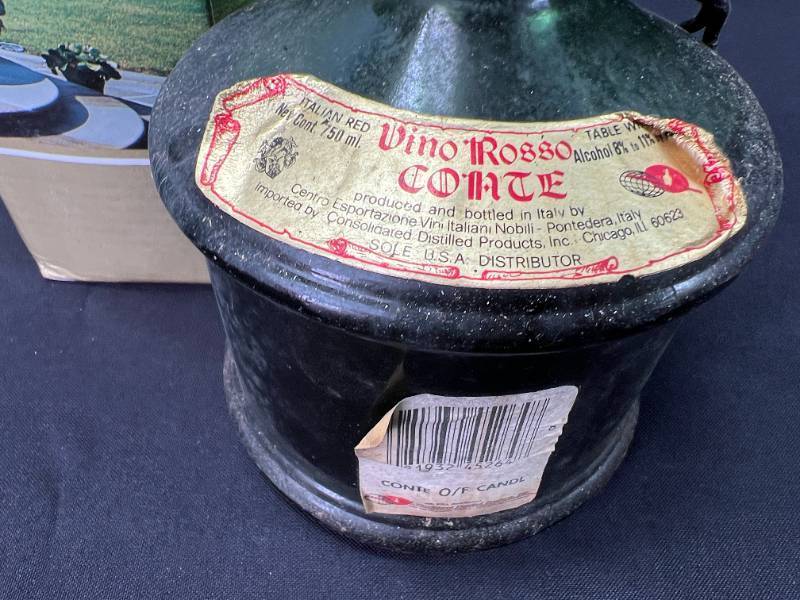 ITALIAN RED TABLE
Net Cont. 750 ml. Alcohol 8% to 11%
Vino Rosso
CONTE
produced and bottled in Italy by
Centro Esportazione Vini Italiani Nobili - Pontedera, Italy
Imported by Consolidated Distilled Products, Inc. Chicago, ILL 60623
SOLE U.S.A. DISTRIBUTOR
CONTE O/F CANDL